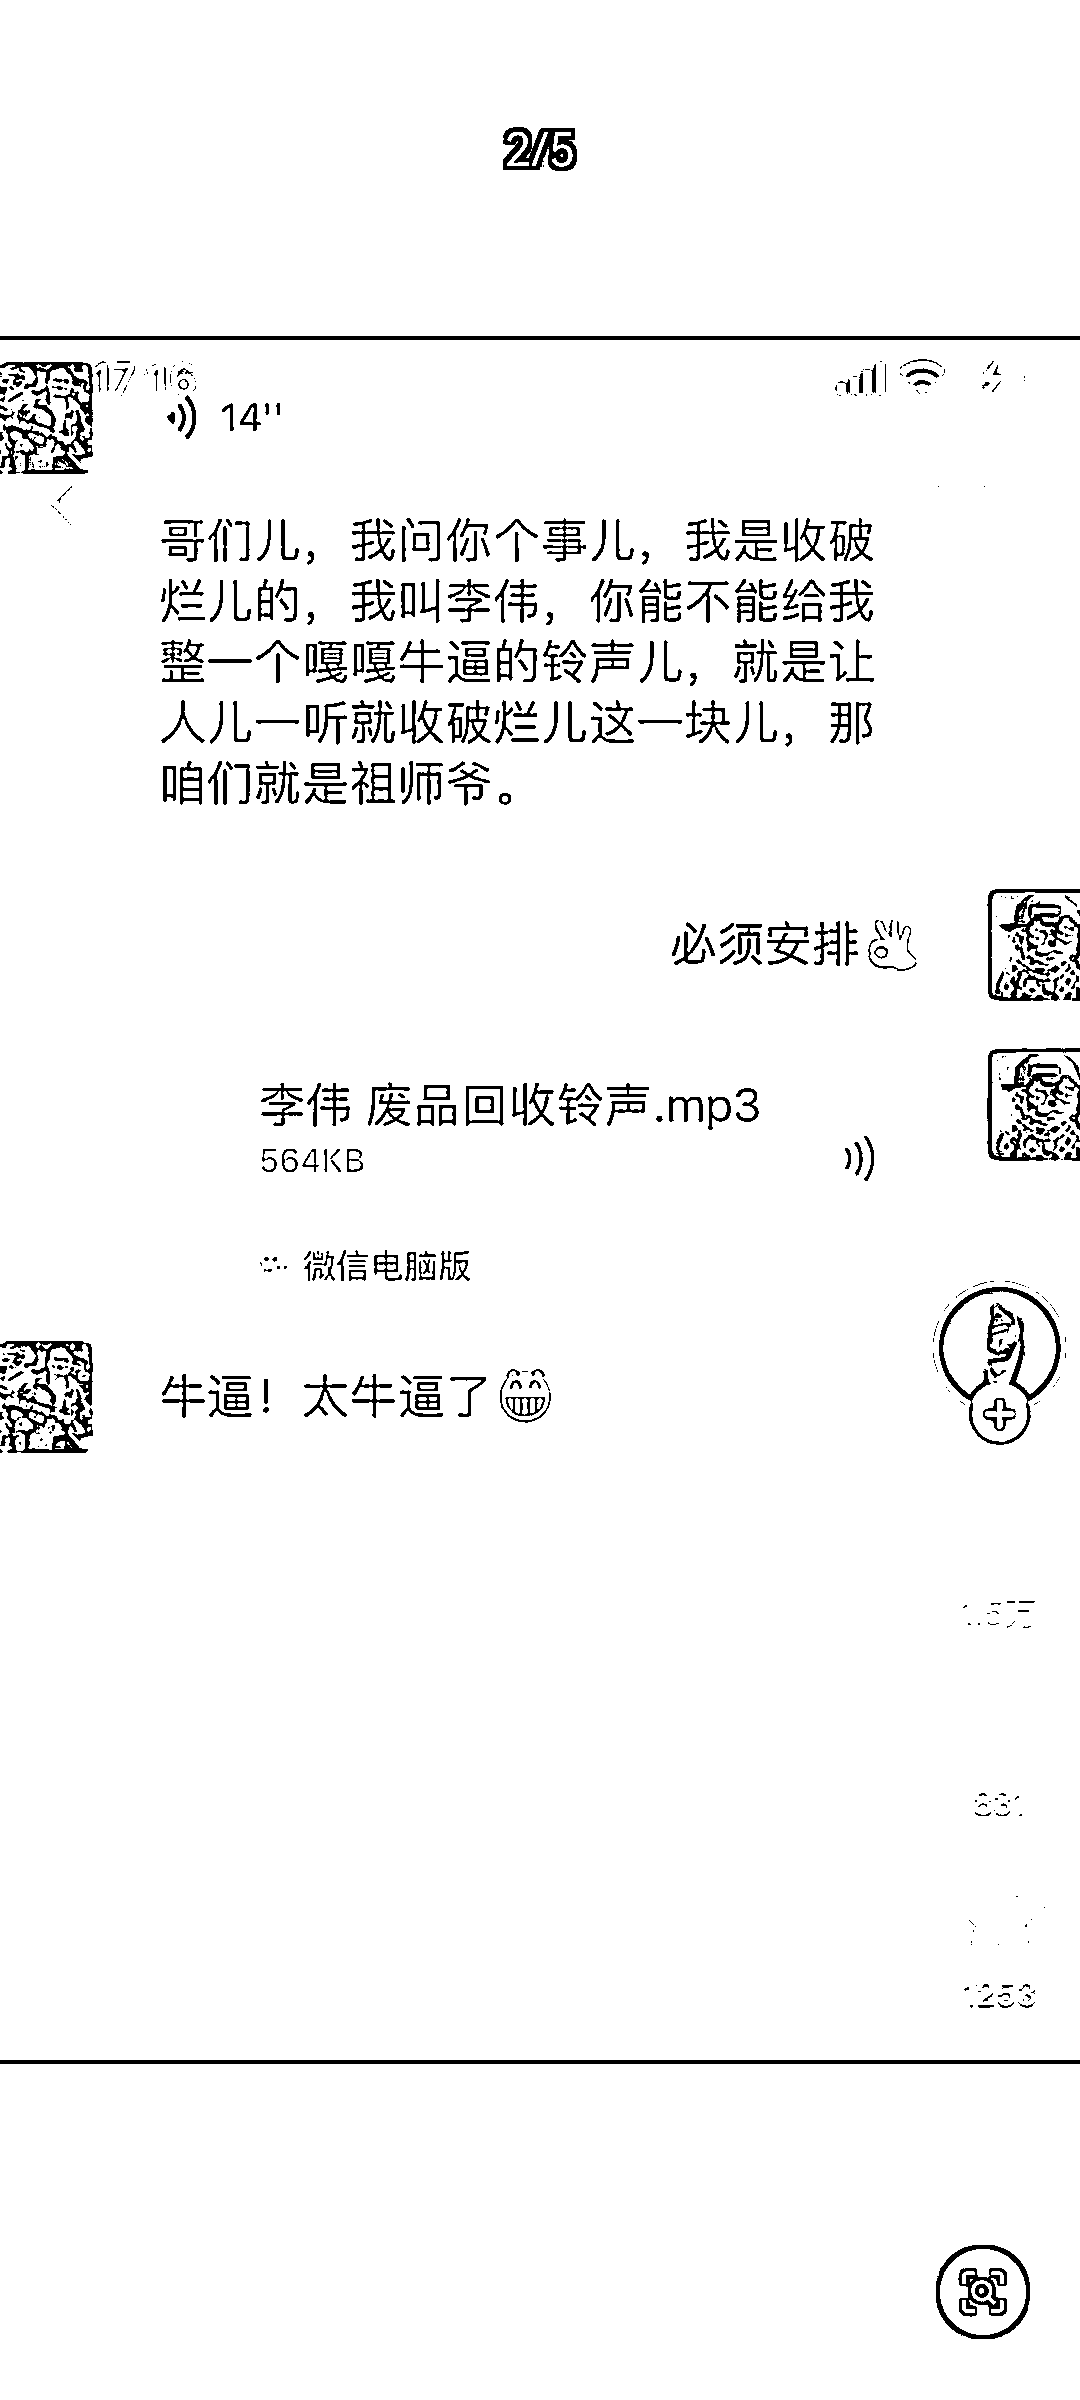 2/5
17:16
14"
哥们儿，我问你个事儿，我是收破
烂儿的，我叫李伟，你能不能给我
整一个嘎嘎牛逼的铃声儿，就是让
人儿一听就收破烂儿这一块儿，那
咱们就是祖师爷。
必须安排👌
李伟 废品回收铃声.mp3
564KB
微信电脑版
牛逼！太牛逼了😁
831
1253